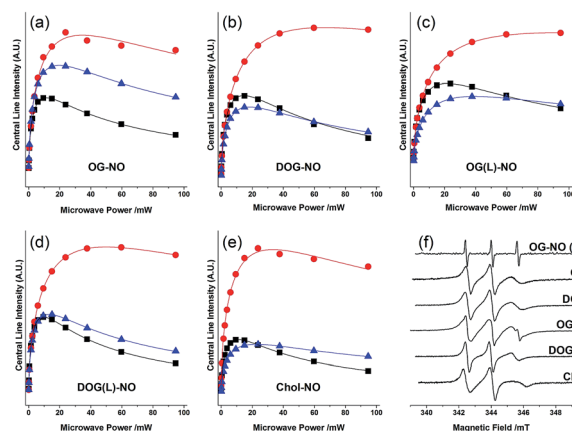 (a)
Central Line Intensity (A.U.)
OG-NO
0 20 40 60 80 100
Microwave Power /mW
(b)
Central Line Intensity (A.U.)
DOG-NO
0 20 40 60 80 100
Microwave Power /mW
(c)
Central Line Intensity (A.U.)
OG(L)-NO
0 20 40 60 80 100
Microwave Power /mW
(d)
Central Line Intensity (A.U.)
DOG(L)-NO
0 20 40 60 80 100
Microwave Power /mW
(e)
Central Line Intensity (A.U.)
Chol-NO
0 20 40 60 80 100
Microwave Power /mW
(f)
OG-NO (
DO
OG
DOG
340 342 344 346 348
Magnetic Field /mT